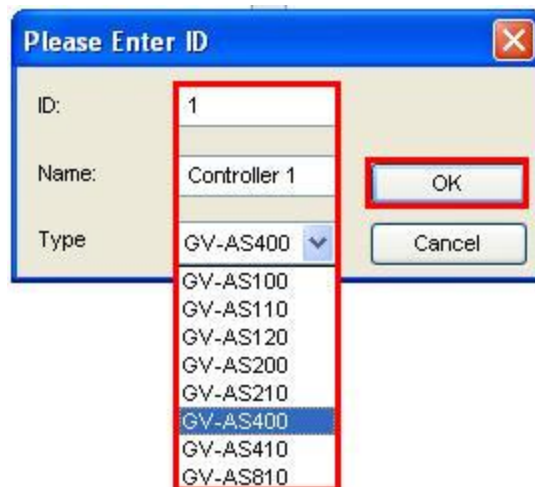 Please Enter ID
ID:
1
Name:
Controller 1
OK
Type
GV-AS400
Cancel
GV-AS100
GV-AS110
GV-AS120
GV-AS200
GV-AS210
GV-AS400
GV-AS410
GV-AS810